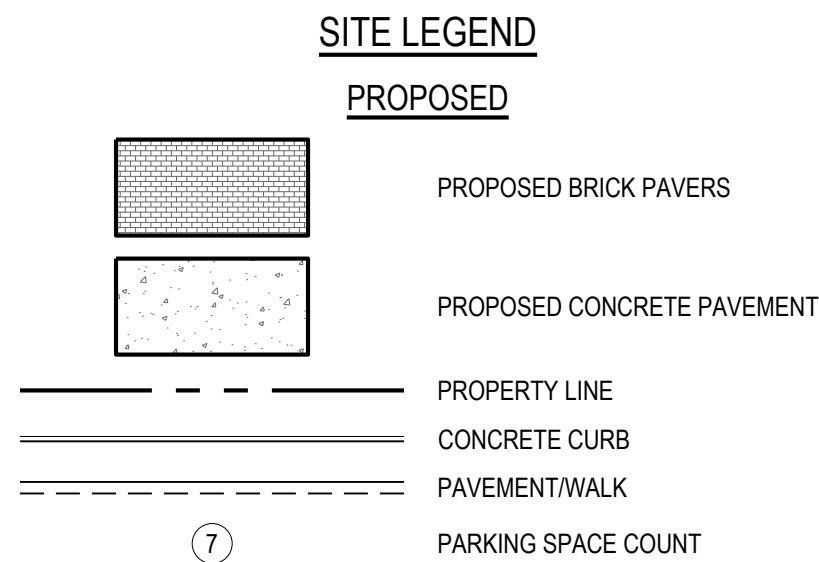 SITE LEGEND
PROPOSED
PROPOSED BRICK PAVERS
PROPOSED CONCRETE PAVEMENT
PROPERTY LINE
CONCRETE CURB
PAVEMENT/WALK
7 PARKING SPACE COUNT